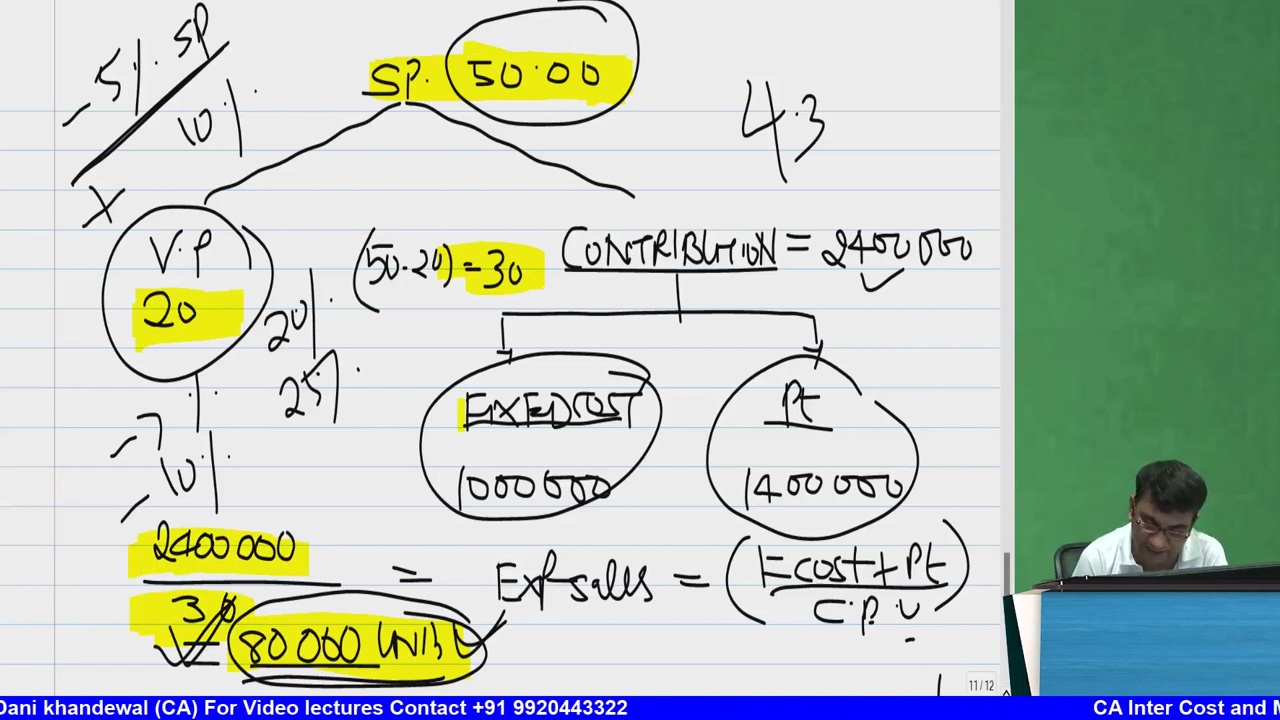 -5% SP
10%
X
SP. 50.00
4.3
V.P
20
(50-20) = 30
CONTRIBUTION = 2400000
20%
25%
FIXED COST
1000000
Pt
1400000
-7%
-10%
2400000
30
= 80000 UNITS
= Exp sales = (F cost + Pt)
C.P.U
11/12
Dani khandewal (CA) For Video lectures Contact +91 9920443322
CA Inter Cost and M